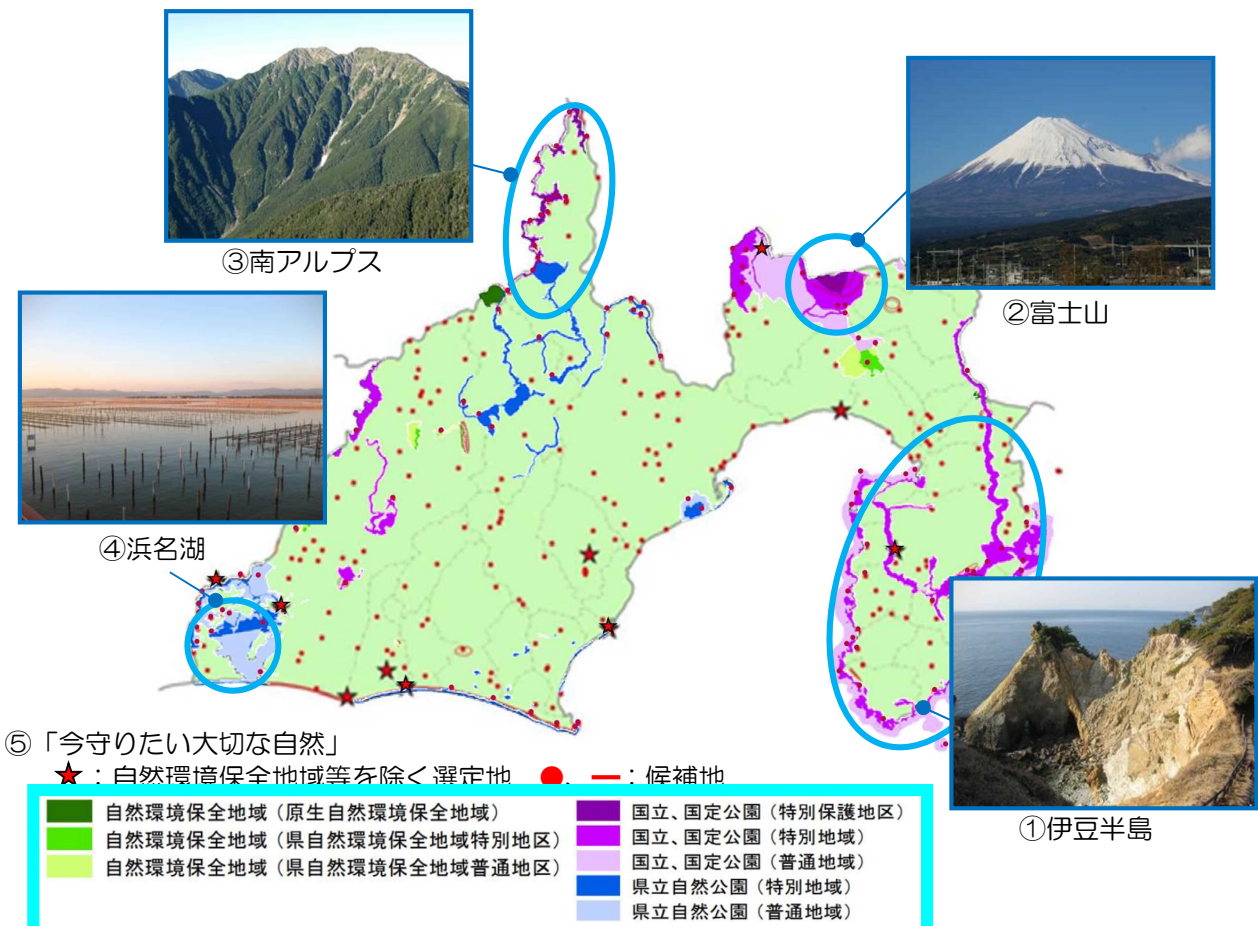 ③南アルプス
②富士山
④浜名湖
①伊豆半島
⑤「今守りたい大切な自然」
★：自然環境保全地域等を除く選定地 ●、━：候補地
自然環境保全地域（原生自然環境保全地域）
自然環境保全地域（県自然環境保全地域特別地区）
自然環境保全地域（県自然環境保全地域普通地区）
国立、国定公園（特別保護地区）
国立、国定公園（特別地域）
国立、国定公園（普通地域）
県立自然公園（特別地域）
県立自然公園（普通地域）